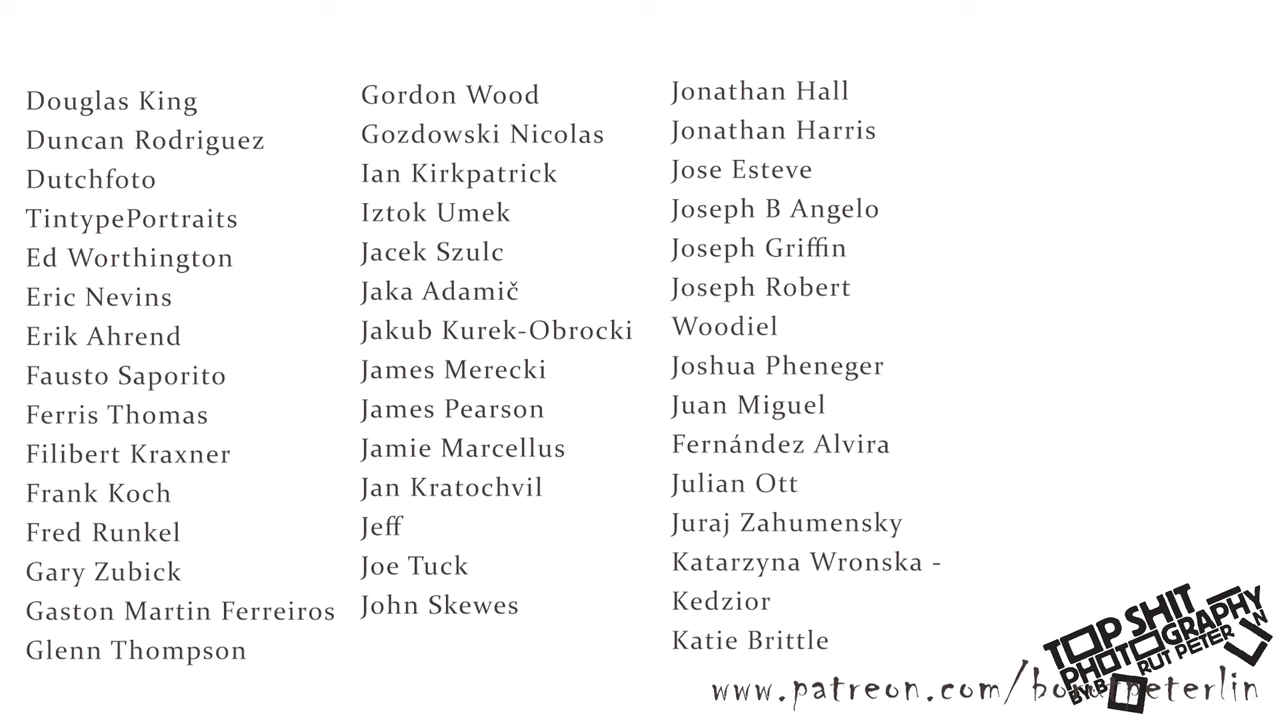 Douglas King
Duncan Rodriguez
Dutchfoto
TintypePortraits
Ed Worthington
Eric Nevins
Erik Ahrend
Fausto Saporito
Ferris Thomas
Filibert Kraxner
Frank Koch
Fred Runkel
Gary Zubick
Gaston Martin Ferreiros
Glenn Thompson
Gordon Wood
Gozdowski Nicolas
Ian Kirkpatrick
Iztok Umek
Jacek Szulc
Jaka Adamič
Jakub Kurek-Obrocki
James Merecki
James Pearson
Jamie Marcellus
Jan Kratochvil
Jeff
Joe Tuck
John Skewes
Jonathan Hall
Jonathan Harris
Jose Esteve
Joseph B Angelo
Joseph Griffin
Joseph Robert
Woodiel
Joshua Pheneger
Juan Miguel
Fernández Alvira
Julian Ott
Juraj Zahumensky
Katarzyna Wronska -
Kedzior
Katie Brittle
TOP SHIT
PHOTOGRAPHY
BY BORUT PETERLIN
www.patreon.com/borutpeterlin